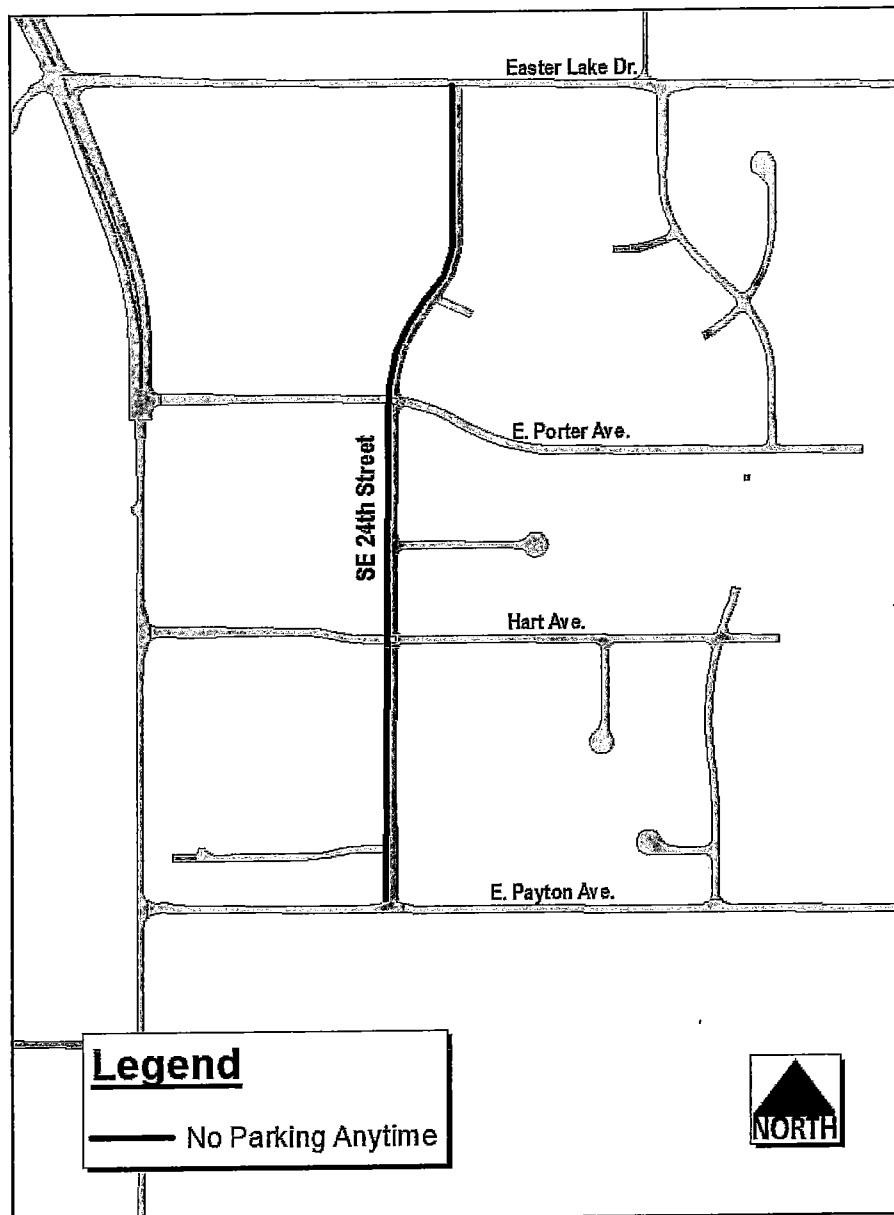 Easter Lake Dr.
E. Porter Ave.
SE 24th Street
Hart Ave.
E. Payton Ave.
Legend
No Parking Anytime
NORTH